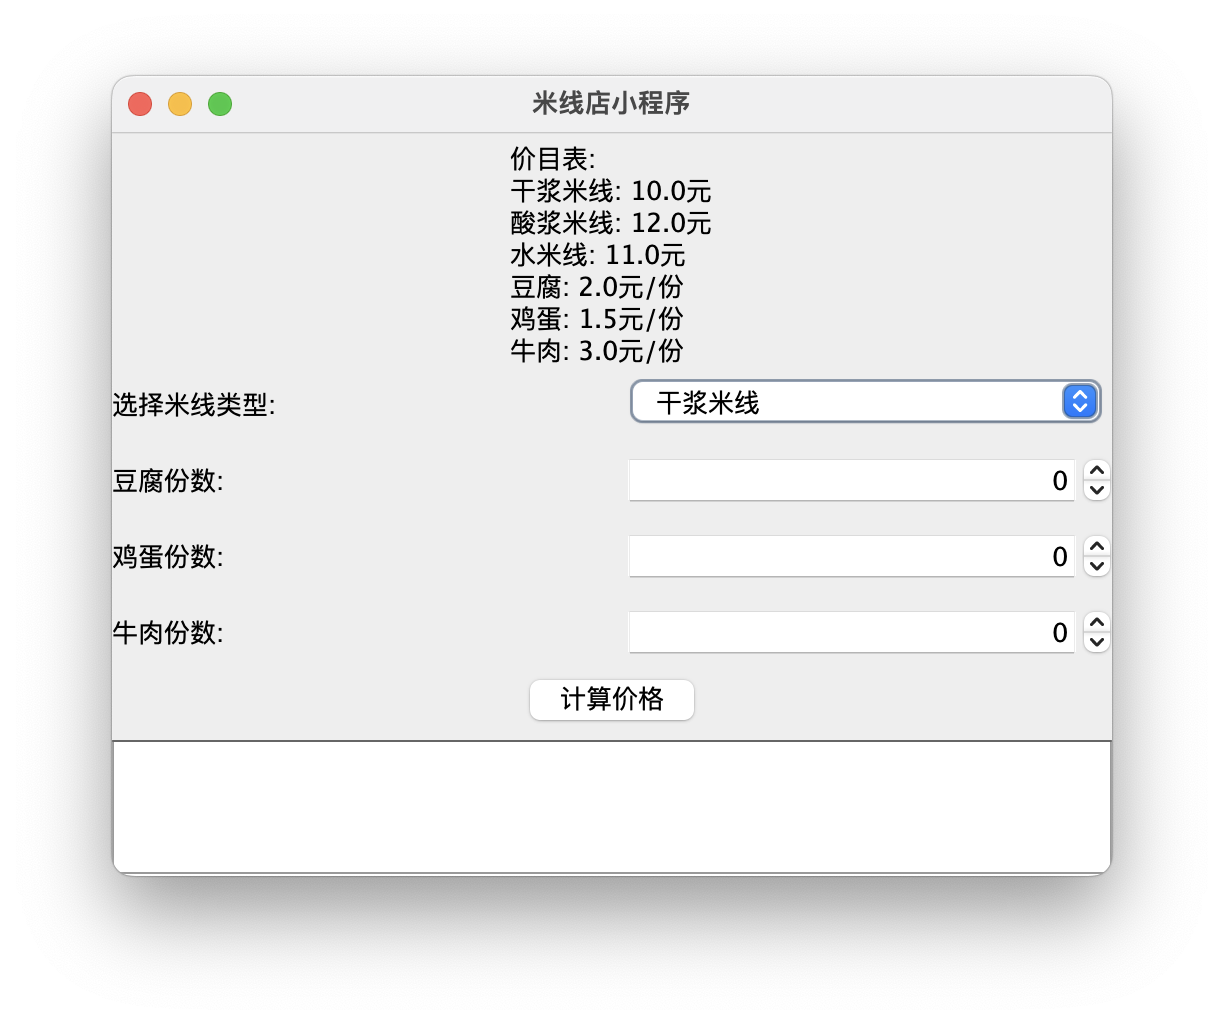 米线店小程序
价目表:
干浆米线: 10.0元
酸浆米线: 12.0元
水米线: 11.0元
豆腐: 2.0元/份
鸡蛋: 1.5元/份
牛肉: 3.0元/份
选择米线类型: 干浆米线
豆腐份数: 0
鸡蛋份数: 0
牛肉份数: 0
计算价格